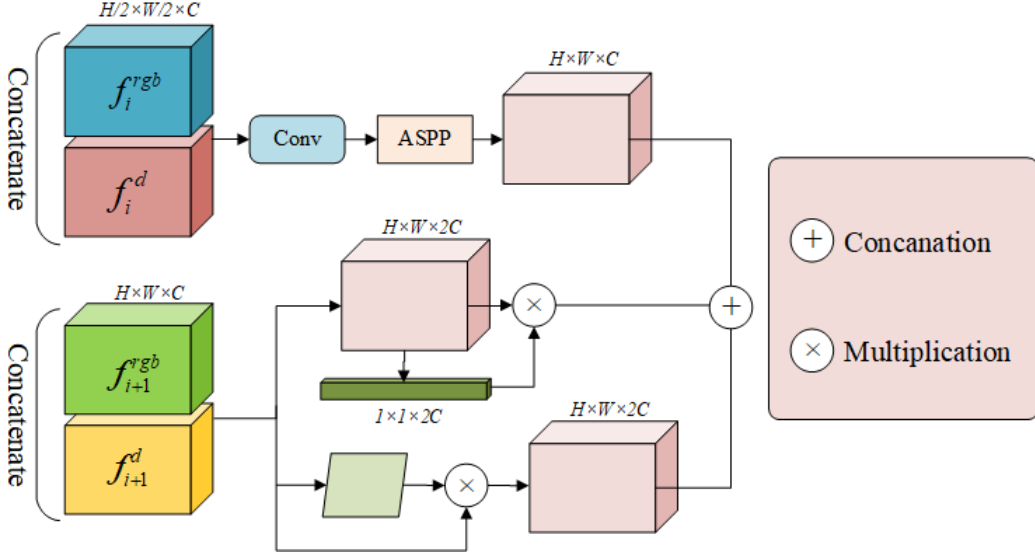 H/2×W/2×C
Concatenate
f_i^{rgb}
f_i^d
Conv
ASPP
H×W×C
H×W×2C
1×1×2C
H×W×C
Concatenate
f_{i+1}^{rgb}
f_{i+1}^d
H×W×2C
+
×
×
+ Concanation
× Multiplication